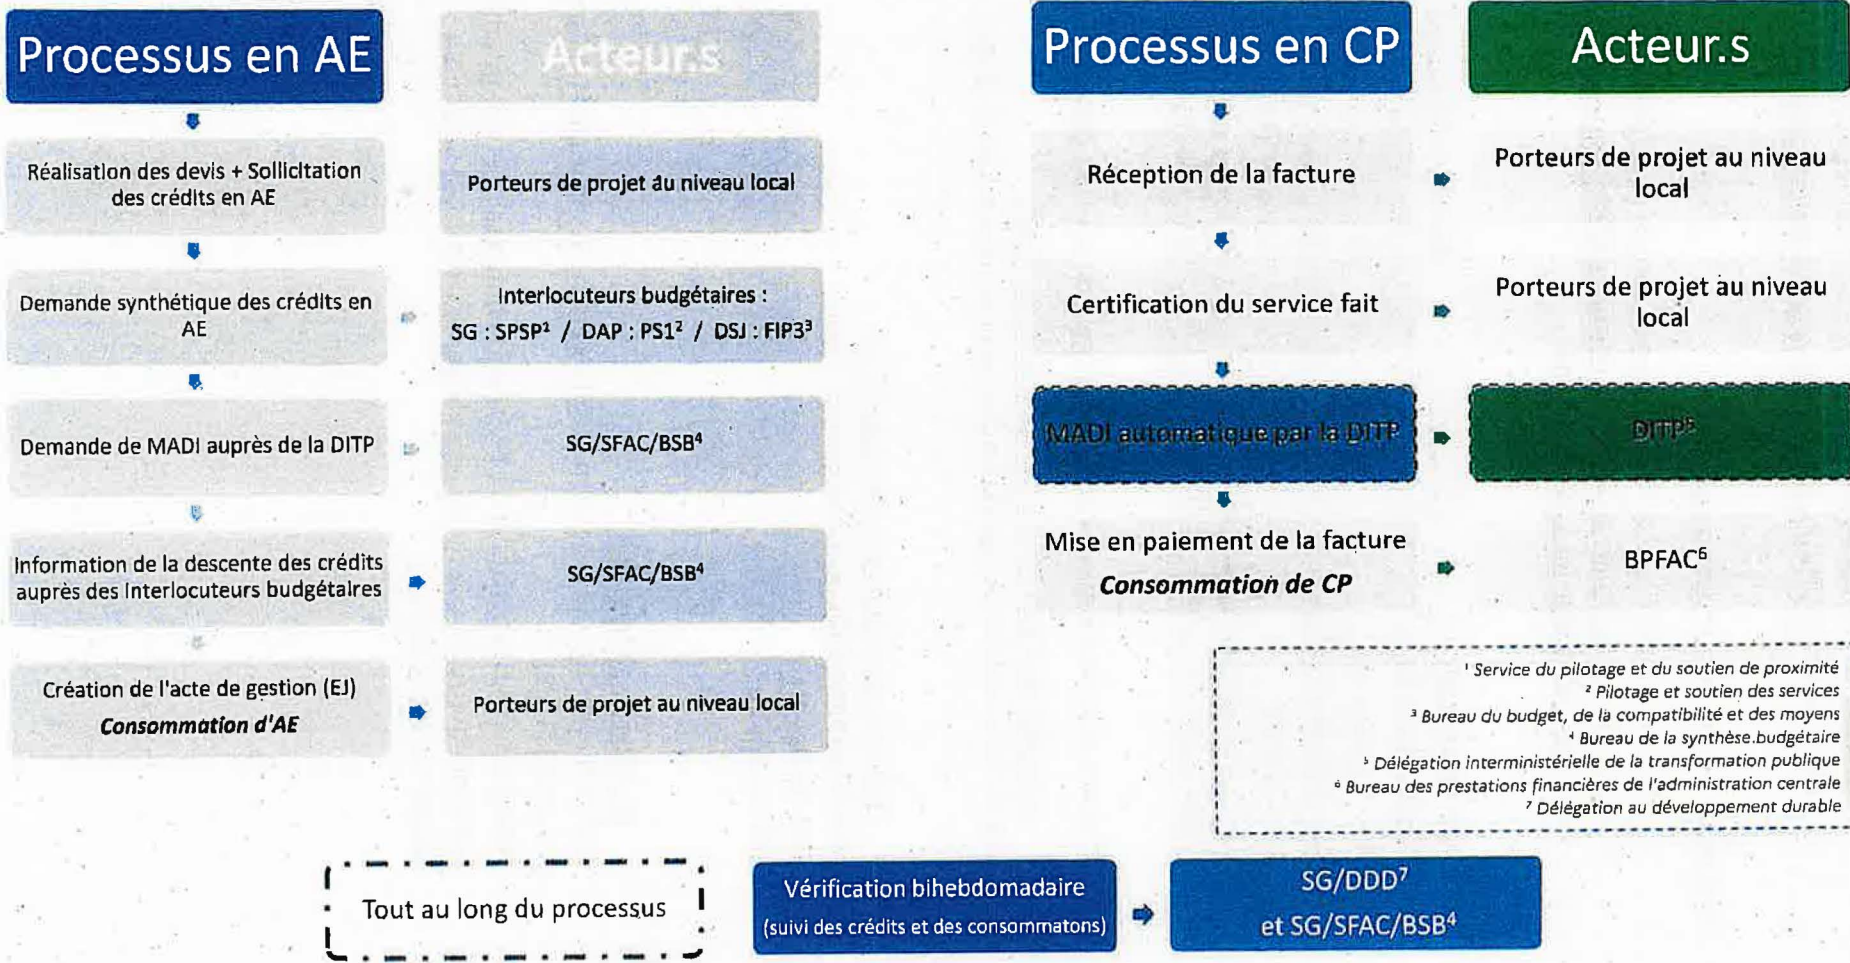 Processus en AE
Acteur.s
Réalisation des devis + Sollicitation
des crédits en AE
Porteurs de projet au niveau local
Demande synthétique des crédits en
AE
Interlocuteurs budgétaires :
SG : SPSP¹ / DAP : PS1² / DSJ : FIP3³
Demande de MADI auprès de la DITP
SG/SFAC/BSB⁴
Information de la descente des crédits
auprès des interlocuteurs budgétaires
SG/SFAC/BSB⁴
Création de l'acte de gestion (EJ)
Consommation d'AE
Porteurs de projet au niveau local
Processus en CP
Acteur.s
Réception de la facture
Porteurs de projet au niveau
local
Certification du service fait
Porteurs de projet au niveau
local
MADI automatique par la DITP
DITP⁵
Mise en paiement de la facture
Consommation de CP
BPFAC⁶
¹ Service du pilotage et du soutien de proximité
² Pilotage et soutien des services
³ Bureau du budget, de la compatibilité et des moyens
⁴ Bureau de la synthèse.budgétaire
⁵ Délégation interministérielle de la transformation publique
⁶ Bureau des prestations financières de l'administration centrale
⁷ Délégation au développement durable
Tout au long du processus
Vérification bihebdomadaire
(suivi des crédits et des consommatons)
SG/DDD⁷
et SG/SFAC/BSB⁴